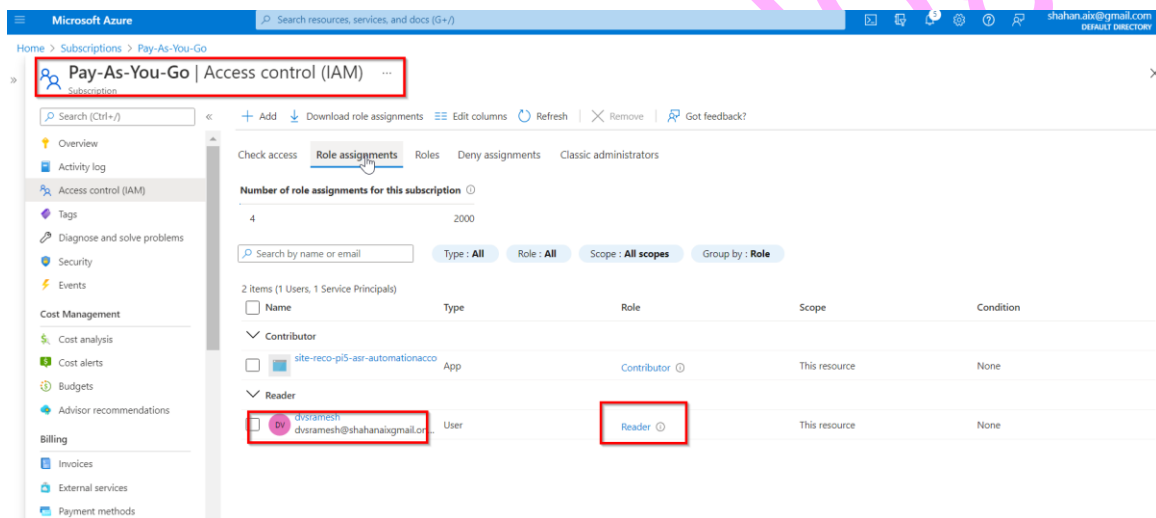 Microsoft Azure
Search resources, services, and docs (G+/)
5
shahan.aix@gmail.com
DEFAULT DIRECTORY
Home > Subscriptions > Pay-As-You-Go
Pay-As-You-Go | Access control (IAM) ...
Subscription
Search (Ctrl+/)
Add Download role assignments Edit columns Refresh Remove Got feedback?
Overview
Activity log
Access control (IAM)
Tags
Diagnose and solve problems
Security
Events
Cost Management
Cost analysis
Cost alerts
Budgets
Advisor recommendations
Billing
Invoices
External services
Payment methods
Check access Role assignments Roles Deny assignments Classic administrators
Number of role assignments for this subscription
4 2000
Search by name or email Type : All Role : All Scope : All scopes Group by : Role
2 items (1 Users, 1 Service Principals)
Name Type Role Scope Condition
Contributor
site-reco-pi5-asr-automationacco App Contributor This resource None
Reader
DV dvsramesh
dvsramesh@shahanaixgmail.on... User Reader This resource None